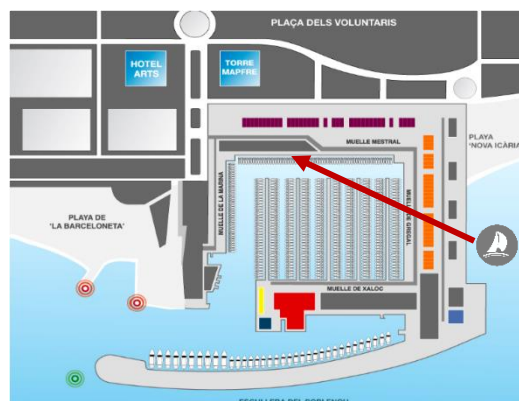 PLAÇA DELS VOLUNTARIS
HOTEL
ARTS
TORRE
MAPFRE
MUELLE MESTRAL
PLAYA
'NOVA ICÀRIA
MUELLE DE LA MARINA
MUELLE DE GREGAL
PLAYA DE
'LA BARCELONETA'
MUELLE DE XALOC